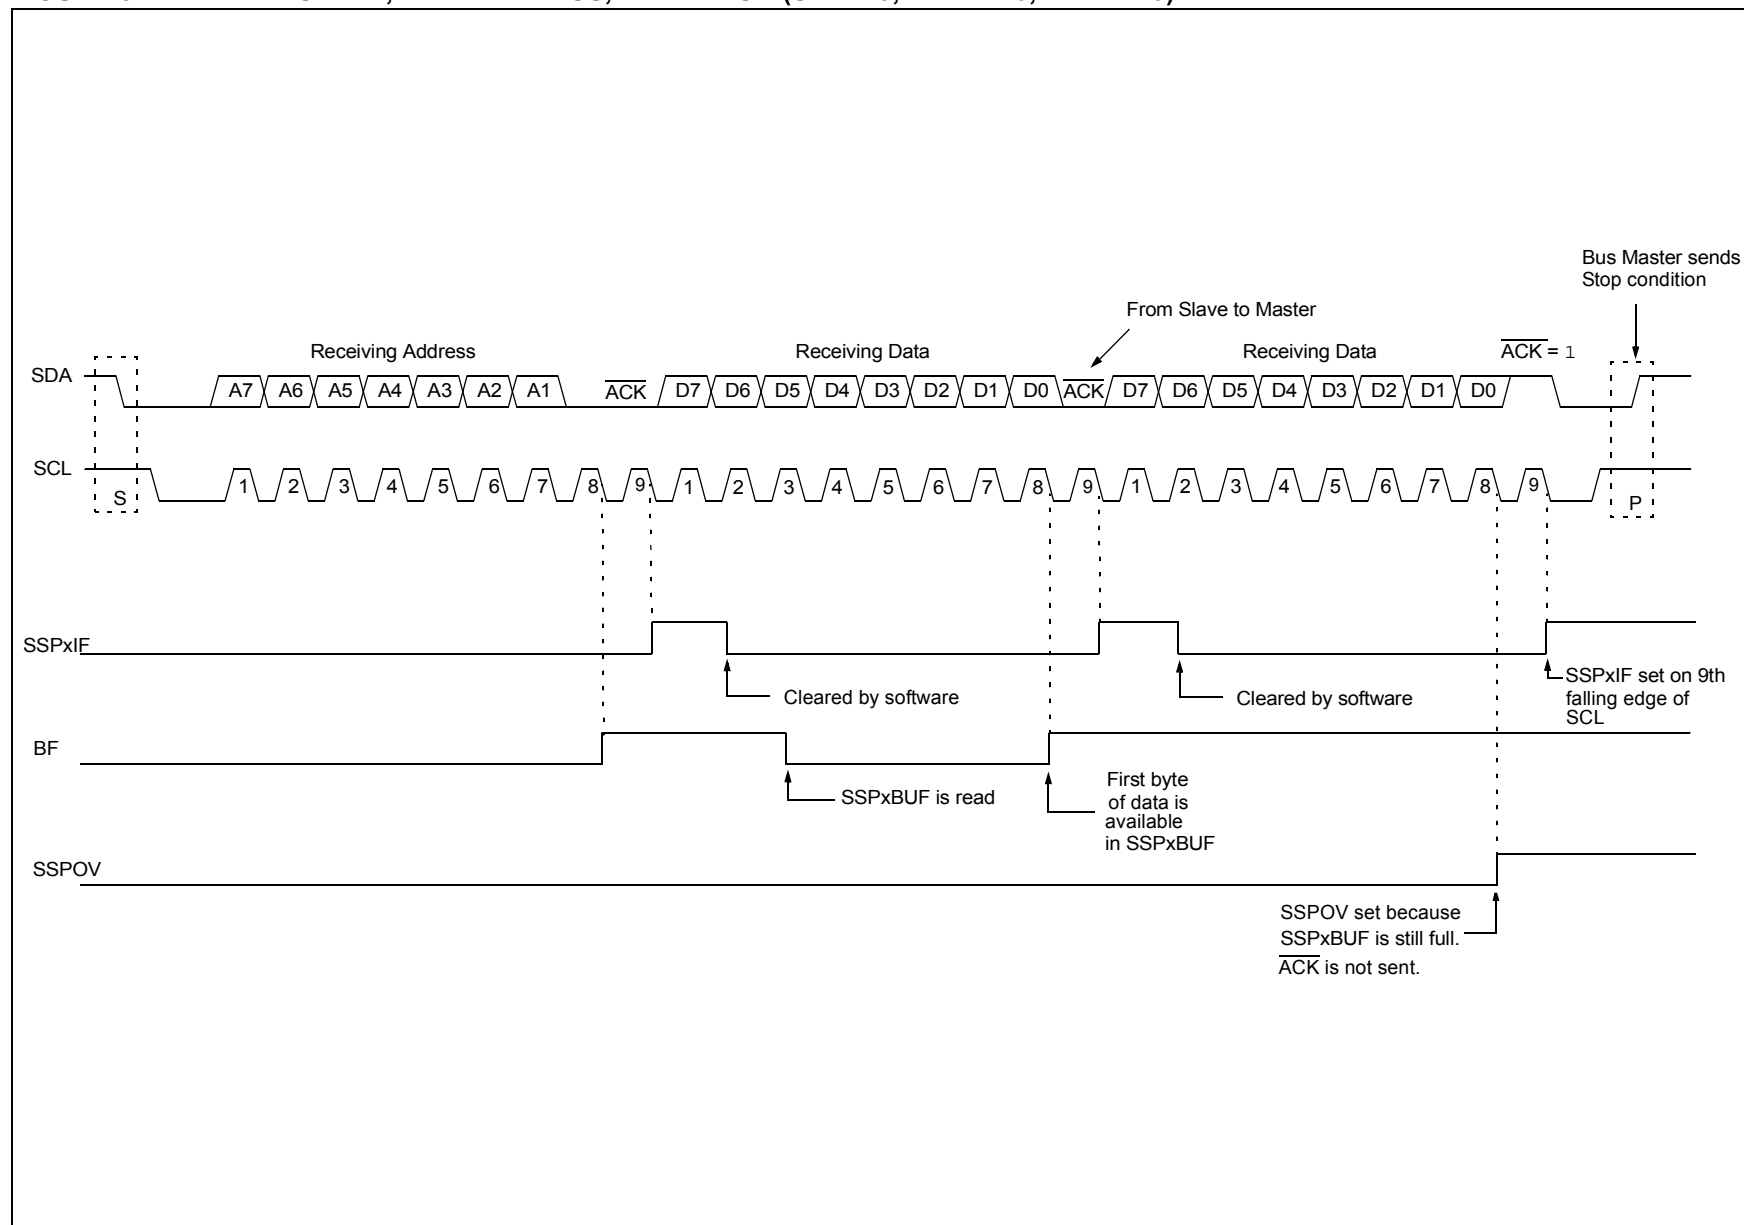 Bus Master sends
Stop condition
From Slave to Master
Receiving Address
Receiving Data
Receiving Data
ACK = 1
SDA
A7 A6 A5 A4 A3 A2 A1 ACK D7 D6 D5 D4 D3 D2 D1 D0 ACK D7 D6 D5 D4 D3 D2 D1 D0
SCL
S 1 2 3 4 5 6 7 8 9 1 2 3 4 5 6 7 8 9 1 2 3 4 5 6 7 8 9 P
SSPxIF
Cleared by software
Cleared by software
SSPxIF set on 9th
falling edge of
SCL
BF
SSPxBUF is read
First byte
of data is
available
in SSPxBUF
SSPOV
SSPOV set because
SSPxBUF is still full.
ACK is not sent.